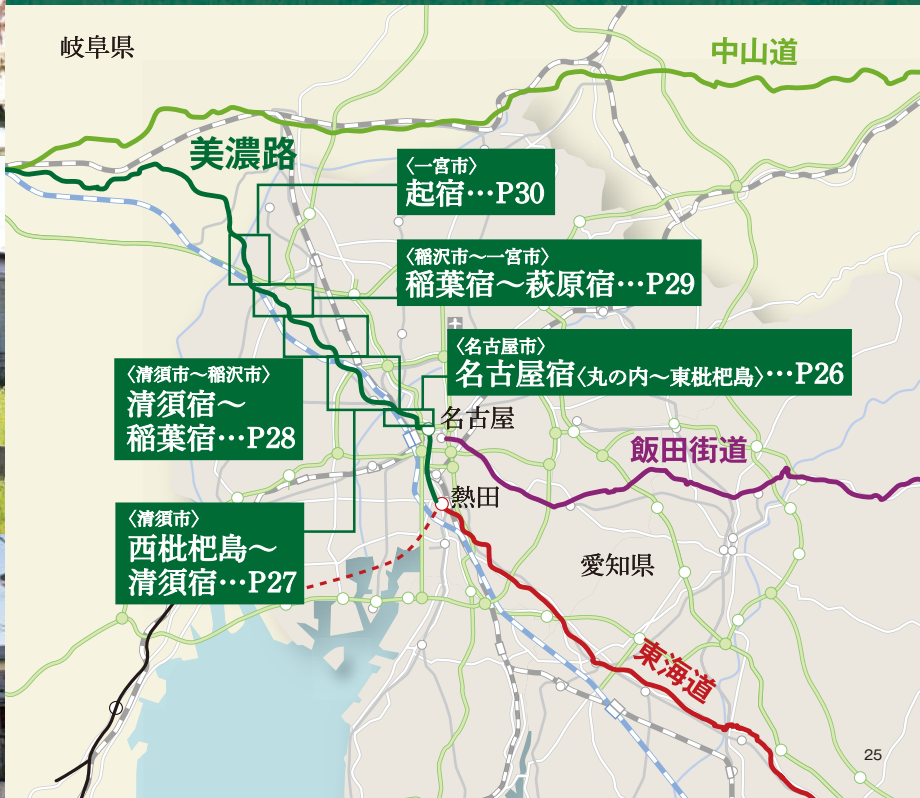 岐阜県
中山道
美濃路
〈一宮市〉
起宿…P30
〈稲沢市〜一宮市〉
稲葉宿〜萩原宿…P29
〈名古屋市〉
名古屋宿〈丸の内〜東枇杷島〉…P26
〈清須市〜稲沢市〉
清須宿〜
稲葉宿…P28
名古屋
飯田街道
熱田
〈清須市〉
西枇杷島〜
清須宿…P27
愛知県
東海道
25